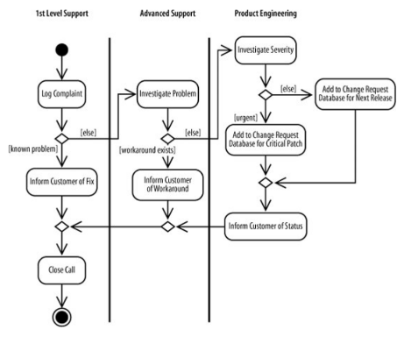 1st Level Support
Advanced Support
Product Engineering
Investigate Severity
Log Complaint
Investigate Problem
[else]
Add to Change Request
Database for Next Release
[else]
[else]
[urgent]
[known problem]
[workaround exists]
Add to Change Request
Database for Critical Patch
Inform Customer of Fix
Inform Customer
of Workaround
Inform Customer of Status
Close Call